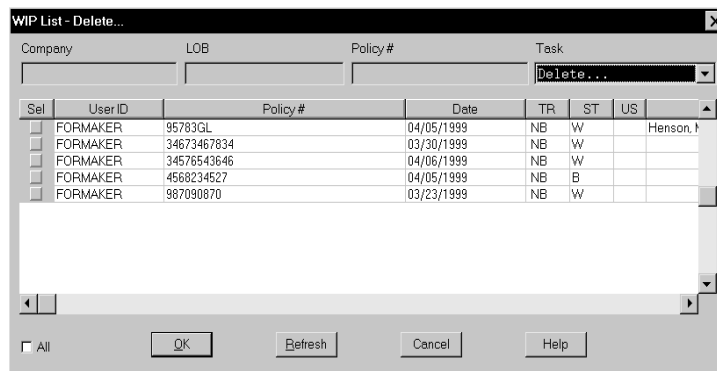 WIP List - Delete...
Company LOB Policy # Task
Delete...
Sel User ID Policy # Date TR ST US
FORMAKER 95783GL 04/05/1999 NB W Henson,
FORMAKER 34673467834 03/30/1999 NB W
FORMAKER 34576543646 04/06/1999 NB W
FORMAKER 4568234527 04/05/1999 NB B
FORMAKER 987090870 03/23/1999 NB W
All OK Refresh Cancel Help